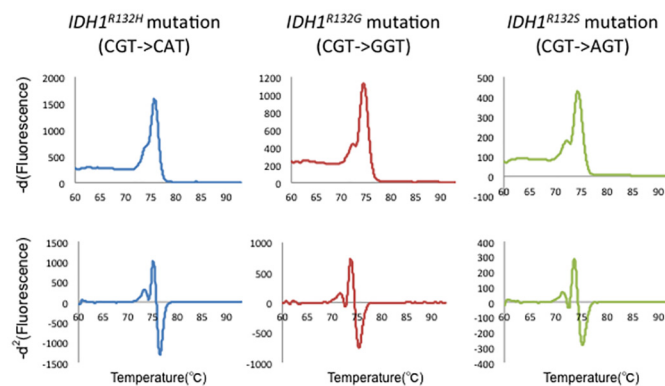 IDH1R132H mutation
(CGT->CAT)
IDH1R132G mutation
(CGT->GGT)
IDH1R132S mutation
(CGT->AGT)
-d(Fluorescence)
2000
1500
1000
500
0
60 65 70 75 80 85 90
1200
1000
800
600
400
200
0
60 65 70 75 80 85 90
500
400
300
200
100
0
-100
60 65 70 75 80 85 90
-d²(Fluorescence)
1500
1000
500
0
-500
-1000
-1500
60 65 70 75 80 85 90
1000
500
0
-500
-1000
60 65 70 75 80 85 90
400
300
200
100
0
-100
-200
-300
-400
60 65 70 75 80 85 90
Temperature(℃)
Temperature(℃)
Temperature(℃)